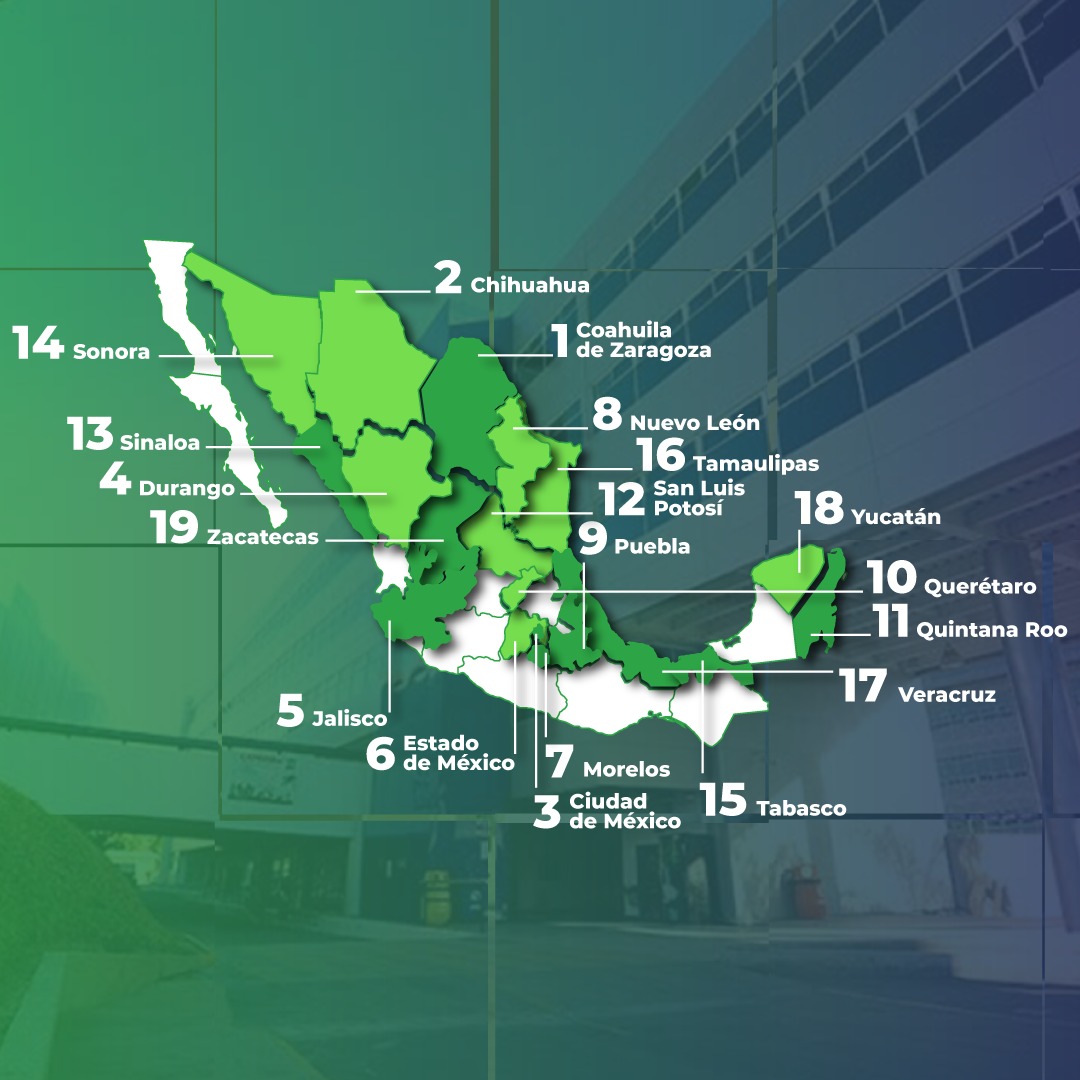 2 Chihuahua
1 Coahuila
de Zaragoza
14 Sonora
8 Nuevo León
13 Sinaloa
16 Tamaulipas
4 Durango
12 San Luis
Potosí
18 Yucatán
19 Zacatecas
9 Puebla
10 Querétaro
11 Quintana Roo
17 Veracruz
5 Jalisco
6 Estado
de México
7 Morelos
3 Ciudad
de México
15 Tabasco